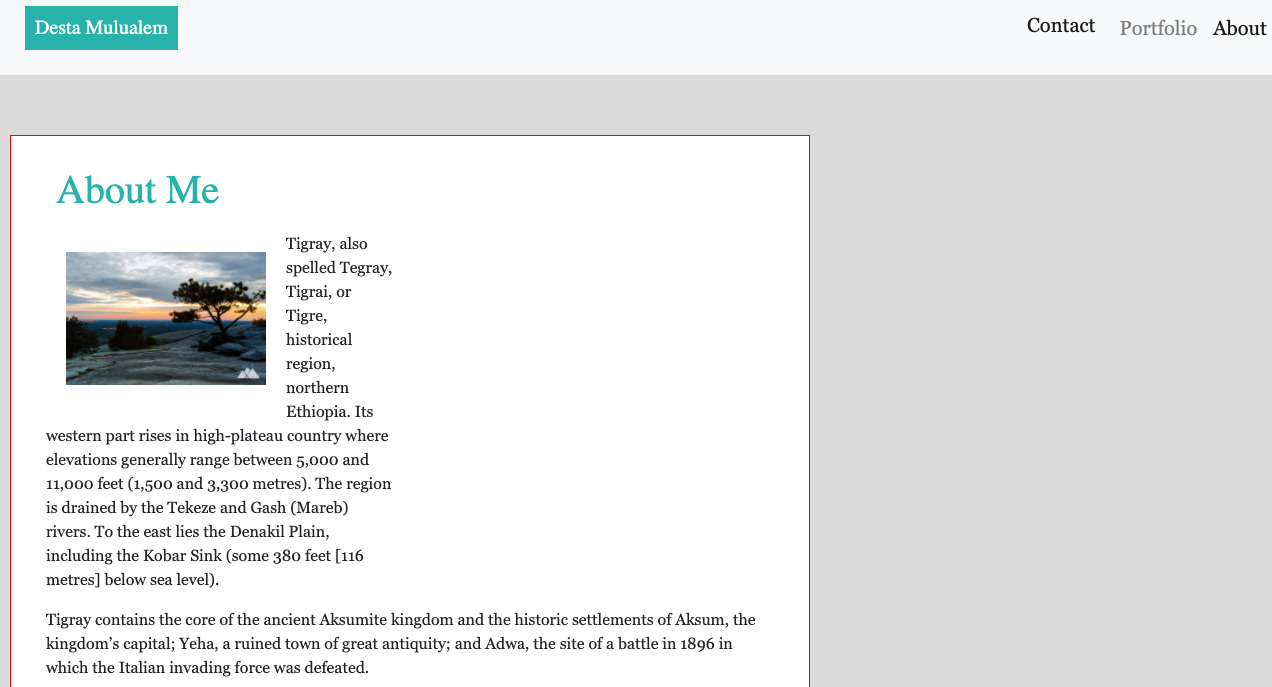 Desta Mulualem
Contact Portfolio About
About Me
Tigray, also
spelled Tegray,
Tigrai, or
Tigre,
historical
region,
northern
Ethiopia. Its
western part rises in high-plateau country where
elevations generally range between 5,000 and
11,000 feet (1,500 and 3,300 metres). The region
is drained by the Tekeze and Gash (Mareb)
rivers. To the east lies the Denakil Plain,
including the Kobar Sink (some 380 feet [116
metres] below sea level).
Tigray contains the core of the ancient Aksumite kingdom and the historic settlements of Aksum, the
kingdom’s capital; Yeha, a ruined town of great antiquity; and Adwa, the site of a battle in 1896 in
which the Italian invading force was defeated.